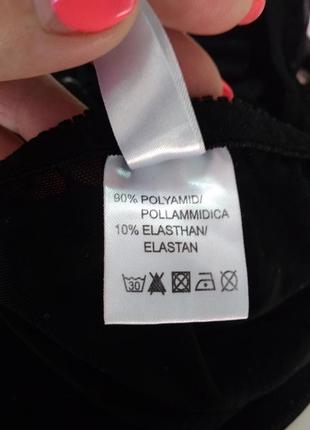 90% POLYAMID/
POLLAMMIDICA
10% ELASTHAN/
ELASTAN
30